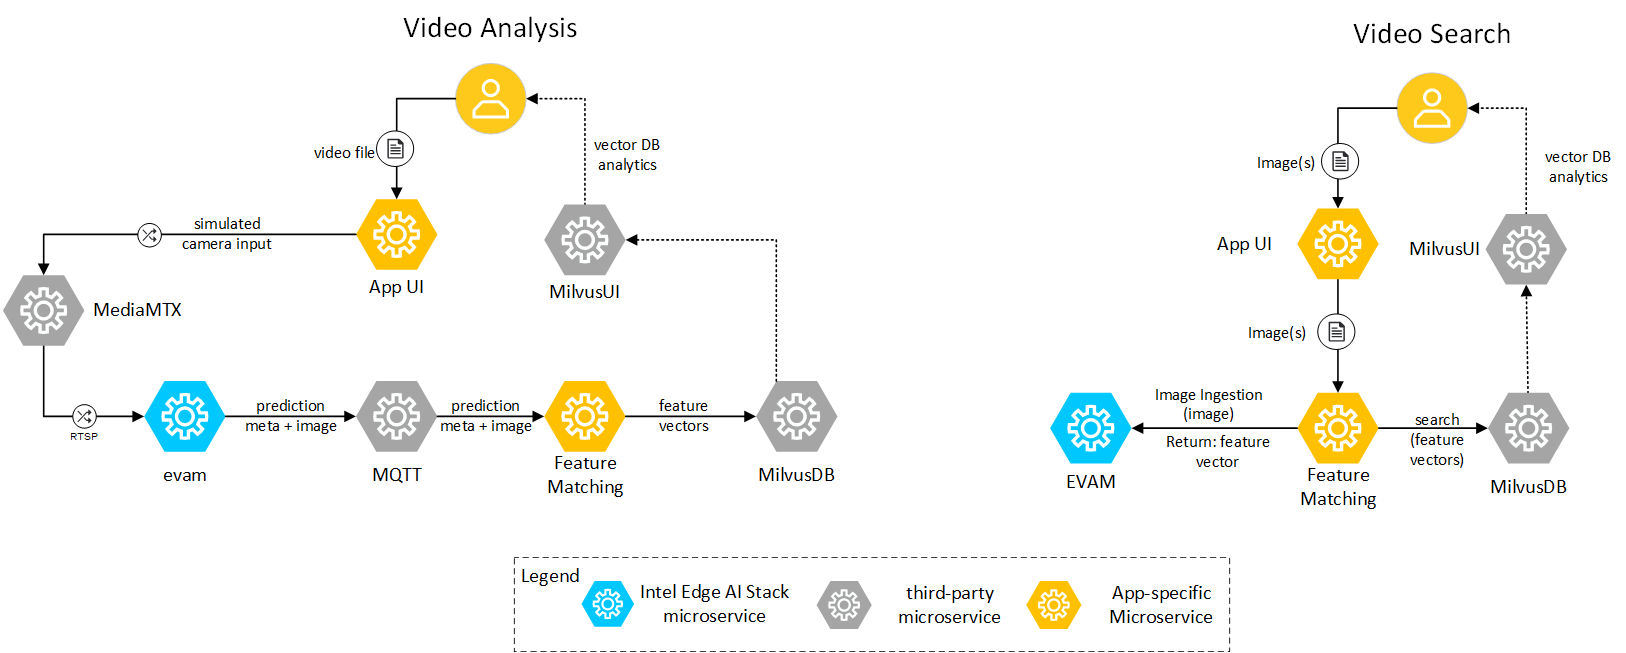 Video Analysis
video file
vector DB
analytics
simulated
camera input
App UI
MilvusUI
MediaMTX
RTSP
prediction
meta + image
prediction
meta + image
feature
vectors
evam
MQTT
Feature
Matching
MilvusDB
Video Search
Image(s)
vector DB
analytics
App UI
MilvusUI
Image(s)
Image Ingestion
(image)
Return: feature
vector
search
(feature
vectors)
EVAM
Feature
Matching
MilvusDB
Legend
Intel Edge AI Stack
microservice
third-party
microservice
App-specific
Microservice